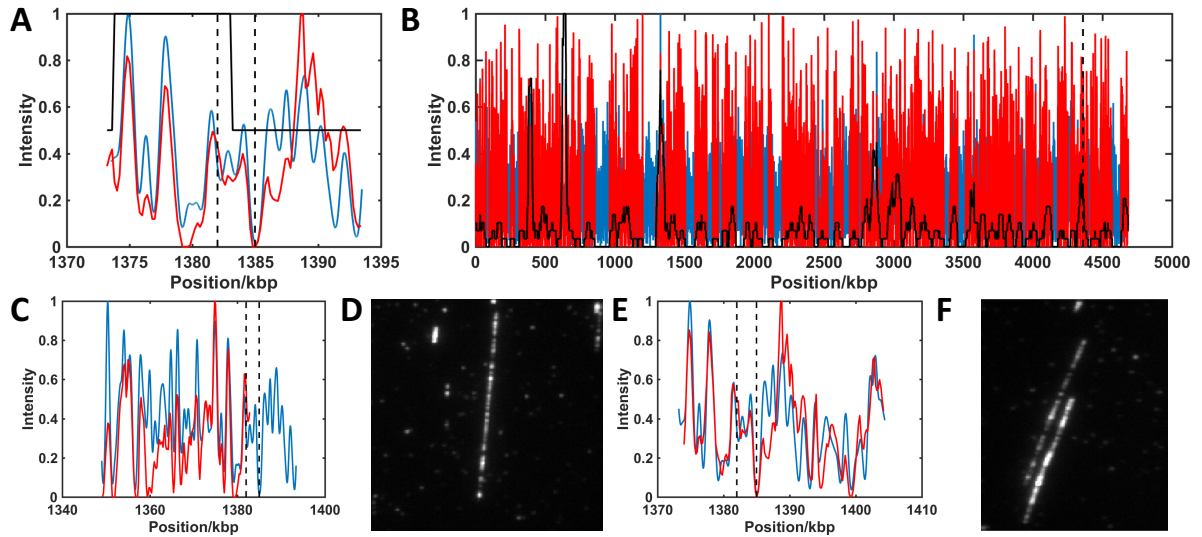 A
1
0.8
0.6
0.4
0.2
0
Intensity
1370 1375 1380 1385 1390 1395
Position/kbp
B
1
0.8
0.6
0.4
0.2
0
Intensity
0 500 1000 1500 2000 2500 3000 3500 4000 4500 5000
Position/kbp
C
1
0.8
0.6
0.4
0.2
0
Intensity
1340 1360 1380 1400
Position/kbp
D
E
1
0.8
0.6
0.4
0.2
0
Intensity
1370 1380 1390 1400 1410
Position/kbp
F